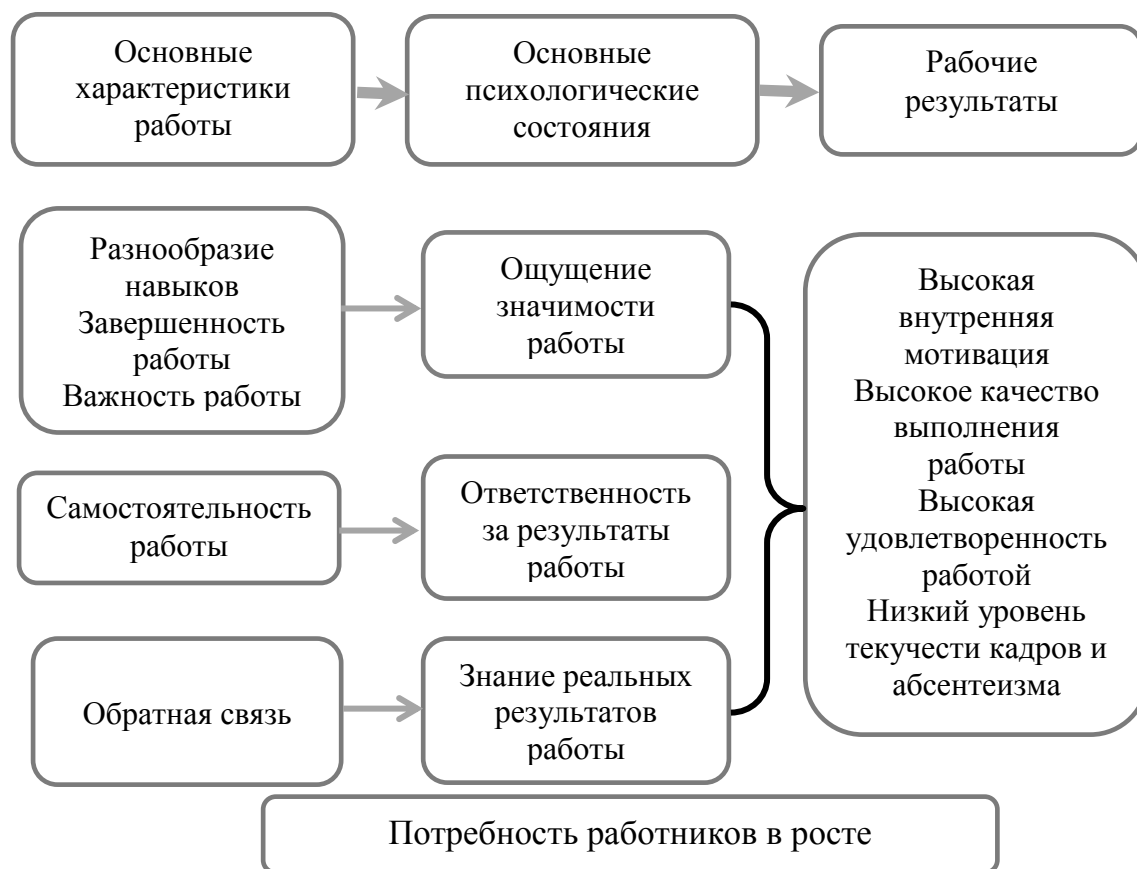 Основные
характеристики
работы
Основные
психологические
состояния
Рабочие
результаты
Разнообразие
навыков
Завершенность
работы
Важность работы
Ощущение
значимости
работы
Самостоятельность
работы
Ответственность
за результаты
работы
Обратная связь
Знание реальных
результатов
работы
Высокая
внутренняя
мотивация
Высокое качество
выполнения
работы
Высокая
удовлетворенность
работой
Низкий уровень
текучести кадров и
абсентеизма
Потребность работников в росте